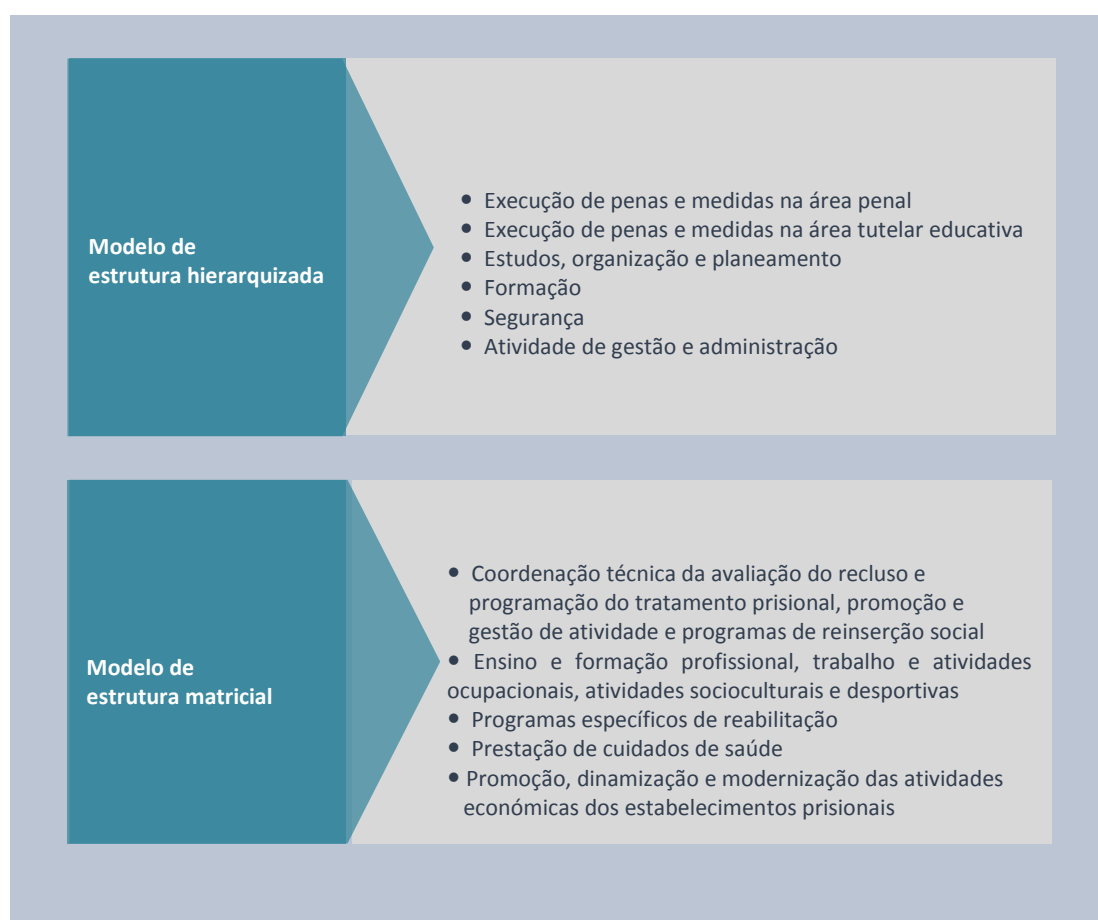 Modelo de
estrutura hierarquizada
• Execução de penas e medidas na área penal
• Execução de penas e medidas na área tutelar educativa
• Estudos, organização e planeamento
• Formação
• Segurança
• Atividade de gestão e administração
Modelo de
estrutura matricial
• Coordenação técnica da avaliação do recluso e
programação do tratamento prisional, promoção e
gestão de atividade e programas de reinserção social
• Ensino e formação profissional, trabalho e atividades
ocupacionais, atividades socioculturais e desportivas
• Programas específicos de reabilitação
• Prestação de cuidados de saúde
• Promoção, dinamização e modernização das atividades
económicas dos estabelecimentos prisionais